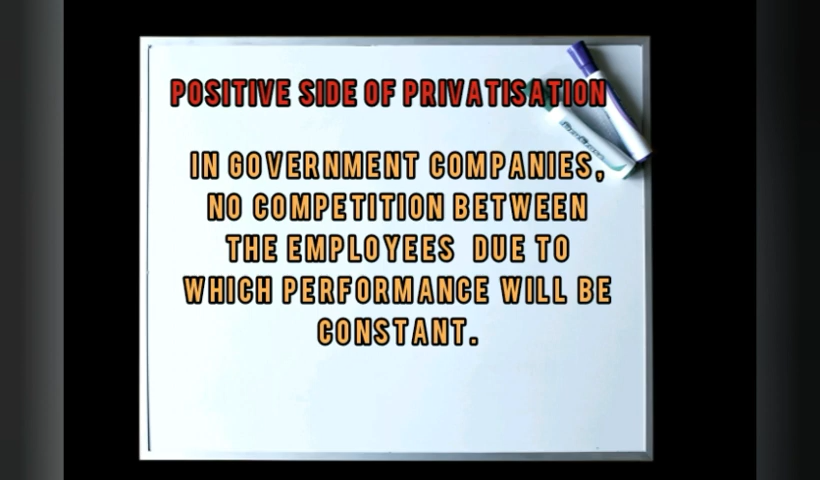 POSITIVE SIDE OF PRIVATISATION
IN GOVERNMENT COMPANIES,
NO COMPETITION BETWEEN
THE EMPLOYEES DUE TO
WHICH PERFORMANCE WILL BE
CONSTANT.